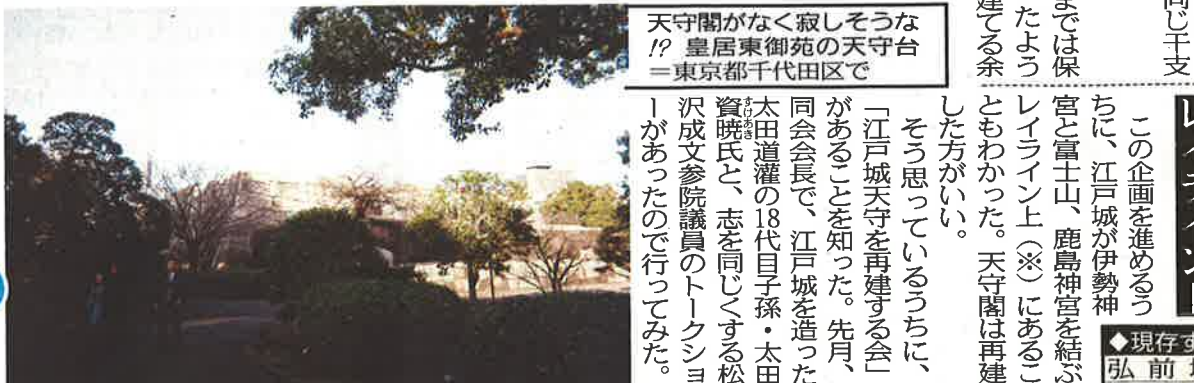 同じ干支
までは保
たよう
建てる余
レイライン上
◆現存す
弘前
この企画を進めるう
ちに、江戸城が伊勢神
宮と富士山、鹿島神宮を結ぶ
レイライン上（※）にあるこ
ともわかった。天守閣は再建
した方がいい。
そう思っているうちに、
「江戸城天守を再建する会」
があることを知った。先月、
同会会長で、江戸城を造った
太田道灌の18代目子孫・太田
資暁氏と、志を同じくする松
すけあき
沢成文参院議員のトークショ
ーがあったので行ってみた。
天守閣がなく寂しそうな
!? 皇居東御苑の天守台
＝東京都千代田区で